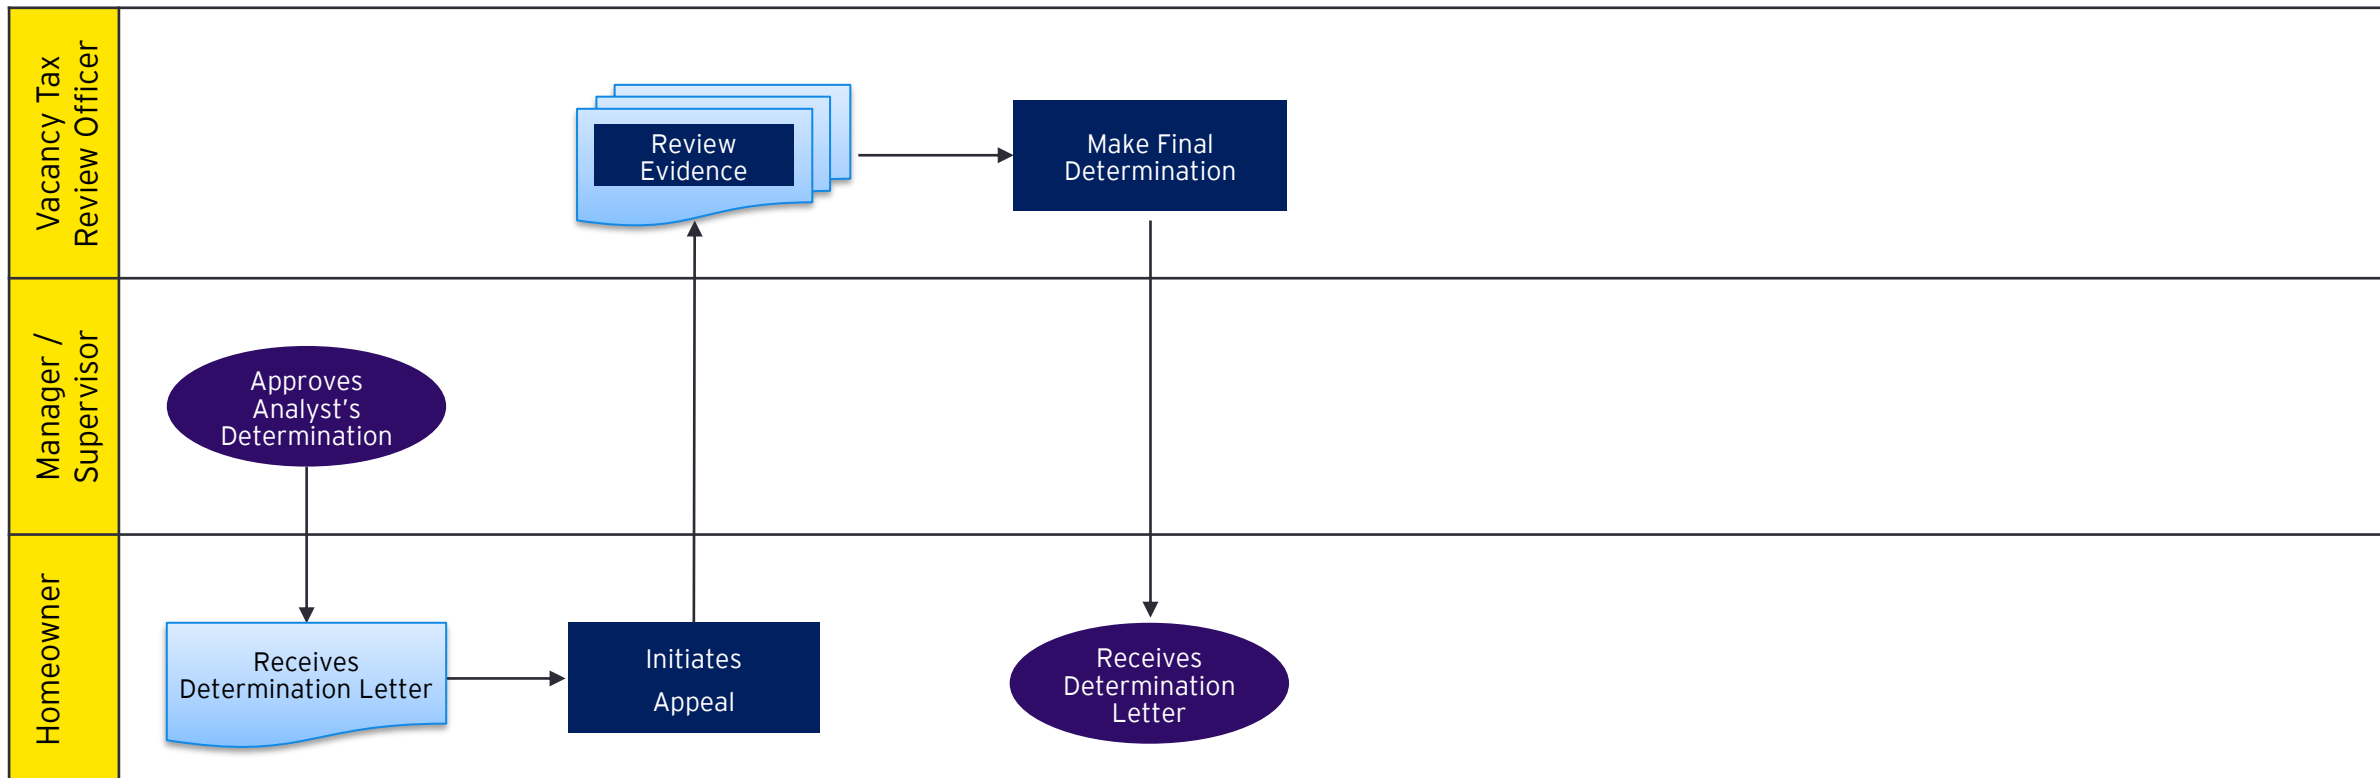 Vacancy Tax
Review Officer
Review
Evidence
Make Final
Determination
Manager /
Supervisor
Approves
Analyst’s
Determination
Homeowner
Receives
Determination Letter
Initiates
Appeal
Receives
Determination
Letter